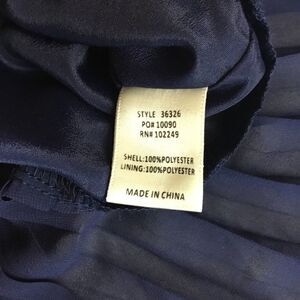 STYLE 36326
PO# 10090
RN# 102249
SHELL:100%POLYESTER
LINING:100%POLYESTER
MADE IN CHINA